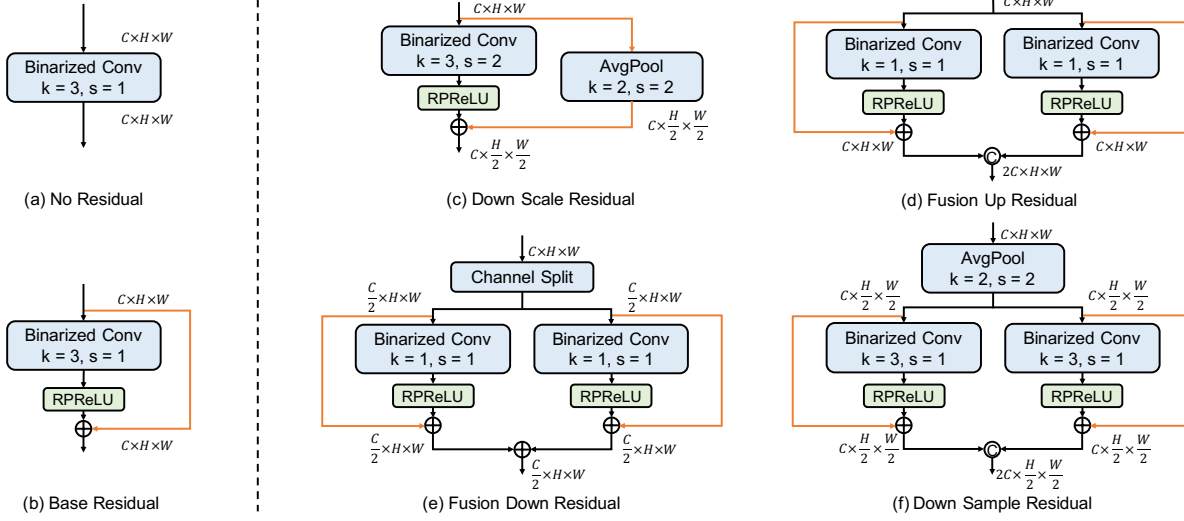 C×H×W
Binarized Conv
k = 3, s = 1
C×H×W
(a) No Residual
C×H×W
Binarized Conv
k = 3, s = 1
RPReLU
C×H×W
(b) Base Residual
C×H×W
Binarized Conv
k = 3, s = 2
AvgPool
k = 2, s = 2
RPReLU
C×H/2×W/2
C×H/2×W/2
(c) Down Scale Residual
C×H×W
Binarized Conv
k = 1, s = 1
Binarized Conv
k = 1, s = 1
RPReLU
RPReLU
C×H×W
C×H×W
C
2C×H×W
(d) Fusion Up Residual
C×H×W
Channel Split
C/2×H×W
C/2×H×W
Binarized Conv
k = 1, s = 1
Binarized Conv
k = 1, s = 1
RPReLU
RPReLU
C/2×H×W
C/2×H×W
C/2×H×W
(e) Fusion Down Residual
C×H×W
AvgPool
k = 2, s = 2
C×H/2×W/2
C×H/2×W/2
Binarized Conv
k = 3, s = 1
Binarized Conv
k = 3, s = 1
RPReLU
RPReLU
C×H/2×W/2
C×H/2×W/2
C
2C×H/2×W/2
(f) Down Sample Residual